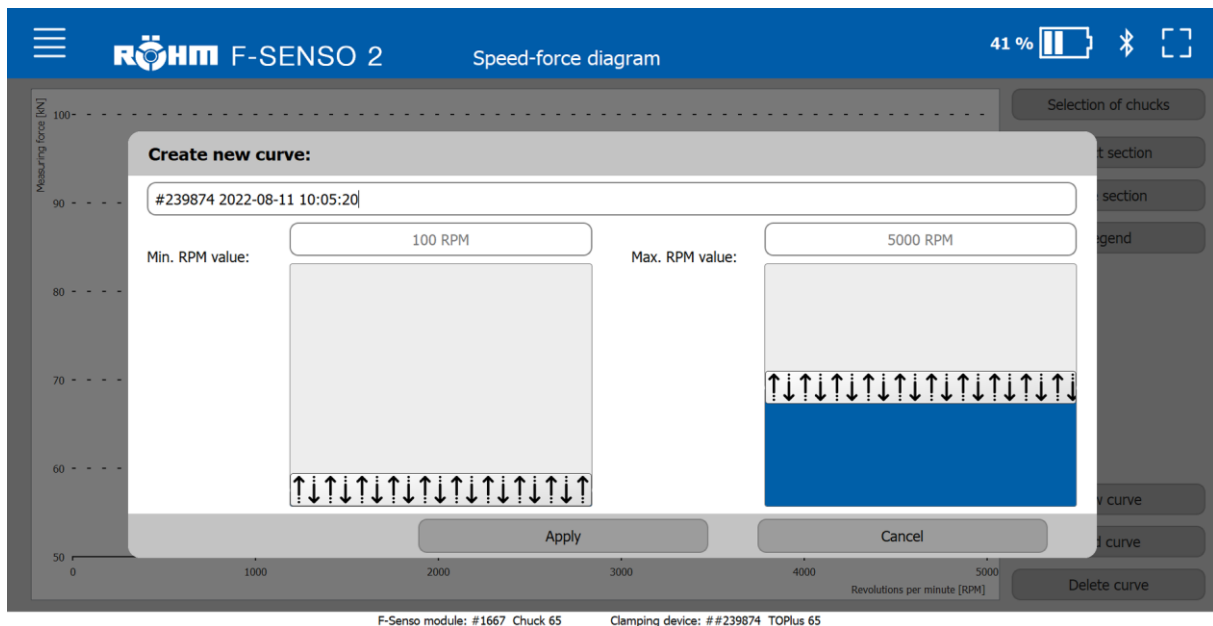 RÖHM F-SENSO 2
Speed-force diagram
41 %
Measuring force [kN]
100
90
80
70
60
50
0
1000
2000
3000
4000
5000
Revolutions per minute [RPM]
Selection of chucks
section
section
Create new curve:
#239874 2022-08-11 10:05:20
Min. RPM value:
100 RPM
Max. RPM value:
5000 RPM
Apply
Cancel
curve
curve
Delete curve
F-Senso module: #1667 Chuck 65
Clamping device: ##239874 TOPlus 65